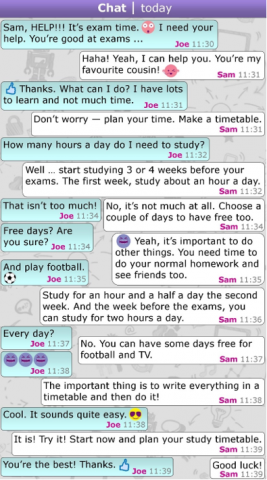 Chat | today
Sam, HELP!!! It's exam time. 😳 I need your
help. You're good at exams ...
Joe 11:30
Haha! Yeah, I can help you. You're my
favourite cousin!
Sam 11:31
👍 Thanks. What can I do? I have lots
to learn and not much time. Joe 11:31
Don't worry — plan your time. Make a timetable.
Sam 11:31
How many hours a day do I need to study?
Joe 11:32
Well ... start studying 3 or 4 weeks before your
exams. The first week, study about an hour a day.
Sam 11:32
That isn't too much!
Joe 11:34
No, it's not much at all. Choose a
couple of days to have free too.
Sam 11:34
Free days? Are
you sure? Joe 11:34
Yeah, it's important to do
other things. You need time to
do your normal homework and
see friends too.
Sam 11:35
And play football.
⚽ Joe 11:35
Study for an hour and a half a day the second
week. And the week before the exams, you
can study for two hours a day.
Sam 11:36
Every day?
Joe 11:37
No. You can have some days free for
football and TV.
Sam 11:37
Joe 11:38
The important thing is to write everything in a
timetable and then do it!
Sam 11:38
Cool. It sounds quite easy. 😍
Joe 11:38
It is! Try it! Start now and plan your study timetable.
Sam 11:39
You're the best! Thanks. 👍 Joe 11:39
Good luck!
Sam 11:39